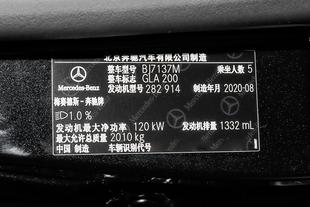 北京奔驰汽车有限公司制造
整车型号 BJ7137M 乘坐人数 5
整车标志 GLA 200
Mercedes-Benz
发动机型号 282 914 制造年月 2020-08
梅赛德斯－奔驰牌
1.0 %
发动机最大净功率 120 kW 发动机排量 1332 mL
最大允许总质量 2010 kg
中国 制造 车辆识别代号